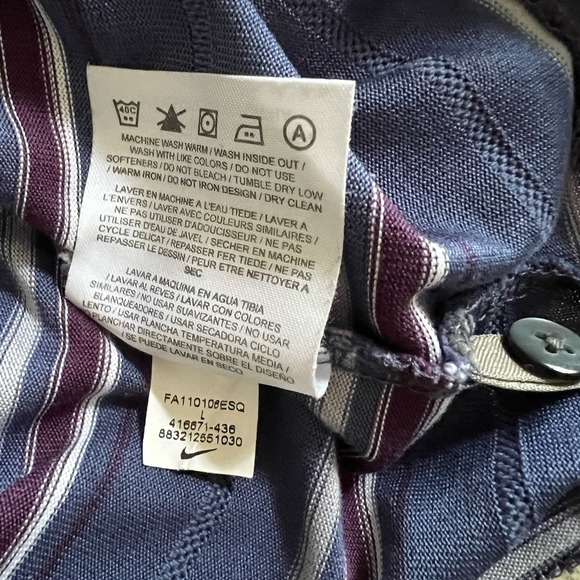 40C
A
MACHINE WASH WARM / WASH INSIDE OUT /
WASH WITH LIKE COLORS / DO NOT USE
SOFTENERS / DO NOT BLEACH / TUMBLE DRY LOW
/ WARM IRON / DO NOT IRON DESIGN / DRY CLEAN
LAVER EN MACHINE A L'EAU TIEDE / LAVER A
L'ENVERS / LAVER AVEC COULEURS SIMILAIRES /
NE PAS UTILISER D'ADOUCISSEUR / NE PAS
UTILISER D'EAU DE JAVEL / SECHER EN MACHINE
CYCLE DELICAT / REPASSER FER TIEDE / NE PAS
REPASSER LE DESSIN / PEUR ETRE NETTOYER A
SEC
LAVAR A MAQUINA EN AGUA TIBIA
/ LAVAR AL REVES / LAVAR CON COLORES
SIMILARES / NO USAR SUAVIZANTES / NO USAR
BLANQUEADORES / USAR SECADORA CICLO
LENTO / USAR PLANCHA TEMPERATURA MEDIA /
NO PLANCHAR DIRECTAMENTE SOBRE EL DISEÑO
/ SE PUEDE LAVAR EN SECO
FA110106ESQ
L
416671-436
883212551030